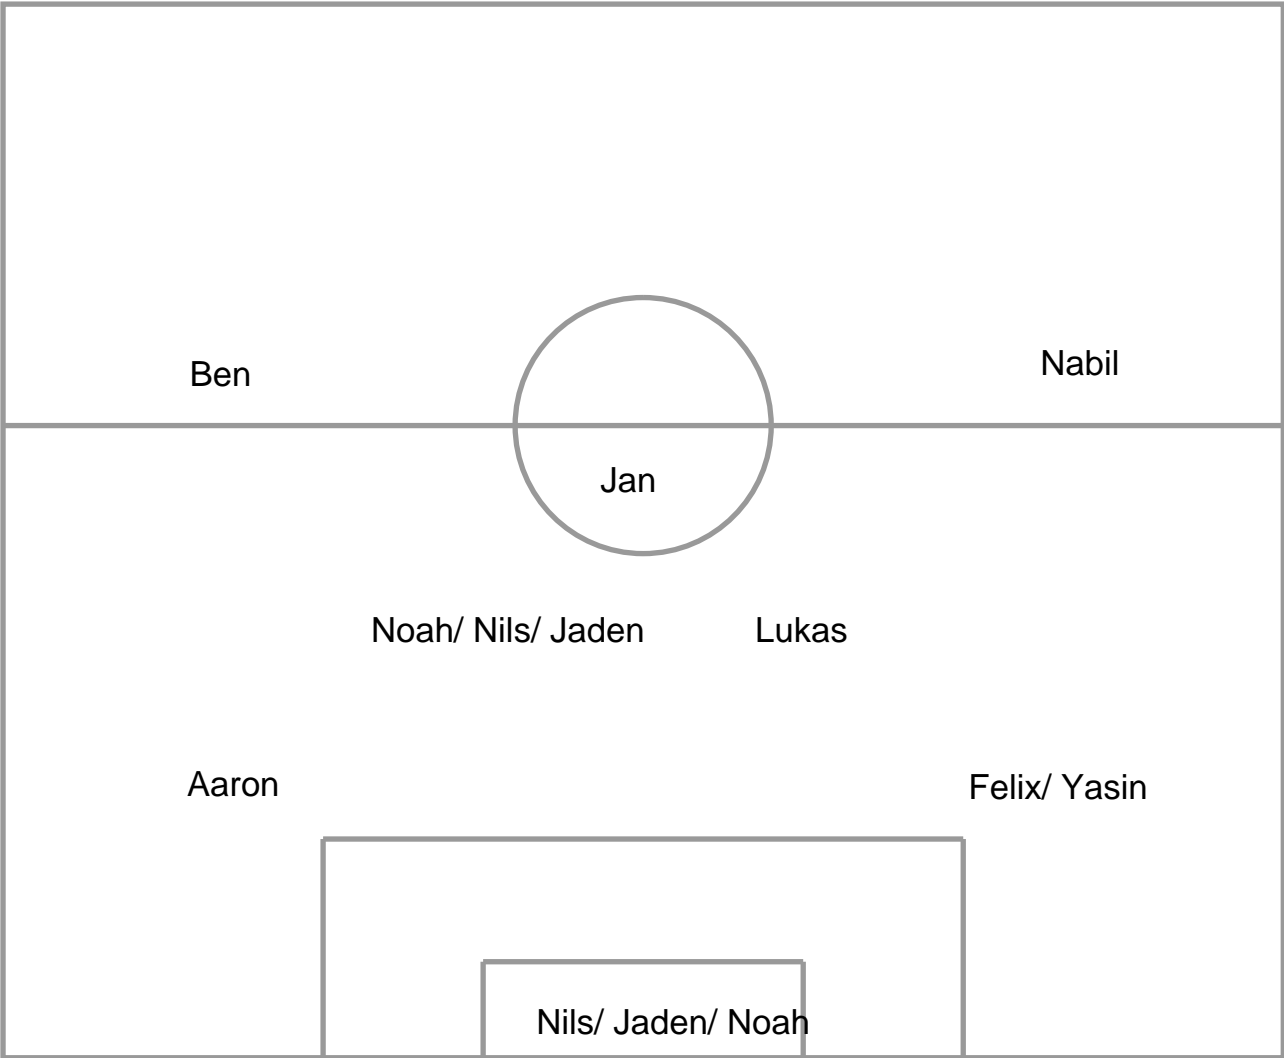 Ben
Nabil
Jan
Noah/ Nils/ Jaden
Lukas
Aaron
Felix/ Yasin
Nils/ Jaden/ Noah